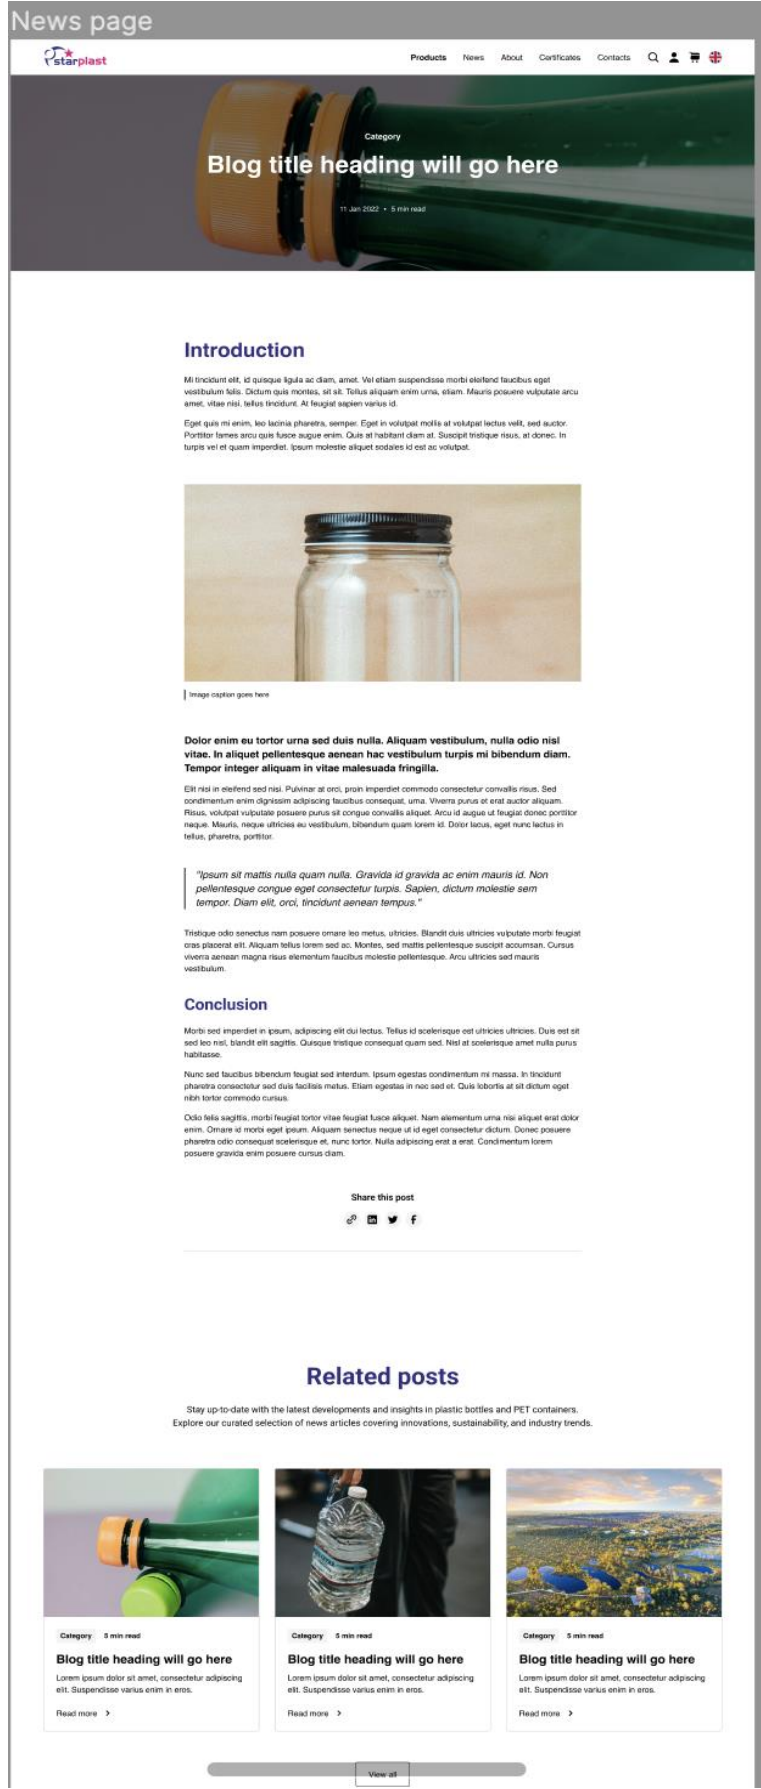 News page
starplast
Products News About Certificates Contacts
Category
Blog title heading will go here
11 Jan 2022 • 5 min read
Introduction
Mi tincidunt elit, id quisque ligula ac diam, amet. Vel etiam suspendisse morbi eleifend faucibus eget
vestibulum felis. Dictum quis montes, sit sit. Tellus aliquam enim urna, etiam. Mauris posuere vulputate arcu
amet, vitae nisi, tellus tincidunt. At feugiat sapien varius id.
Eget quis mi enim, leo lacinia pharetra, semper. Eget in volutpat mollis at volutpat lectus velit, sed auctor.
Porttitor fames arcu quis fusce augue enim. Quis at habitant diam at. Suscipit tristique risus, at donec. In
turpis vel et quam imperdiet. Ipsum molestie aliquet sodales id est ac volutpat.
Image caption goes here
Dolor enim eu tortor urna sed duis nulla. Aliquam vestibulum, nulla odio nisl
vitae. In aliquet pellentesque aenean hac vestibulum turpis mi bibendum diam.
Tempor integer aliquam in vitae malesuada fringilla.
Elit nisi in eleifend sed nisi. Pulvinar at orci, proin imperdiet commodo consectetur convallis risus. Sed
condimentum enim dignissim adipiscing faucibus consequat, urna. Viverra purus et erat auctor aliquam.
Risus, volutpat vulputate posuere purus sit congue convallis aliquet. Arcu id augue ut feugiat donec porttitor
neque. Mauris, neque ultricies eu vestibulum, bibendum quam lorem id. Dolor lacus, eget nunc lectus in
tellus, pharetra, porttitor.
"Ipsum sit mattis nulla quam nulla. Gravida id gravida ac enim mauris id. Non
pellentesque congue eget consectetur turpis. Sapien, dictum molestie sem
tempor. Diam elit, orci, tincidunt aenean tempus."
Tristique odio senectus nam posuere ornare leo metus, ultricies. Blandit duis ultricies vulputate morbi feugiat
cras placerat elit. Aliquam tellus lorem sed ac. Montes, sed mattis pellentesque suscipit accumsan. Cursus
viverra aenean magna risus elementum faucibus molestie pellentesque. Arcu ultricies sed mauris
vestibulum.
Conclusion
Morbi sed imperdiet in ipsum, adipiscing elit dui lectus. Tellus id scelerisque est ultricies ultricies. Duis est sit
sed leo nisl, blandit elit sagittis. Quisque tristique consequat quam sed. Nisl at scelerisque amet nulla purus
habitasse.
Nunc sed faucibus bibendum feugiat sed interdum. Ipsum egestas condimentum mi massa. In tincidunt
pharetra consectetur sed duis facilisis metus. Etiam egestas in nec sed et. Quis lobortis at sit dictum eget
nibh tortor commodo cursus.
Odio felis sagittis, morbi feugiat tortor vitae feugiat fusce aliquet. Nam elementum urna nisi aliquet erat dolor
enim. Ornare id morbi eget ipsum. Aliquam senectus neque ut id eget consectetur dictum. Donec posuere
pharetra odio consequat scelerisque et, nunc tortor. Nulla adipiscing erat a erat. Condimentum lorem
posuere gravida enim posuere cursus diam.
Share this post
Related posts
Stay up-to-date with the latest developments and insights in plastic bottles and PET containers.
Explore our curated selection of news articles covering innovations, sustainability, and industry trends.
Category 5 min read
Blog title heading will go here
Lorem ipsum dolor sit amet, consectetur adipiscing
elit. Suspendisse varius enim in eros.
Read more
Category 5 min read
Blog title heading will go here
Lorem ipsum dolor sit amet, consectetur adipiscing
elit. Suspendisse varius enim in eros.
Read more
Category 5 min read
Blog title heading will go here
Lorem ipsum dolor sit amet, consectetur adipiscing
elit. Suspendisse varius enim in eros.
Read more
View all